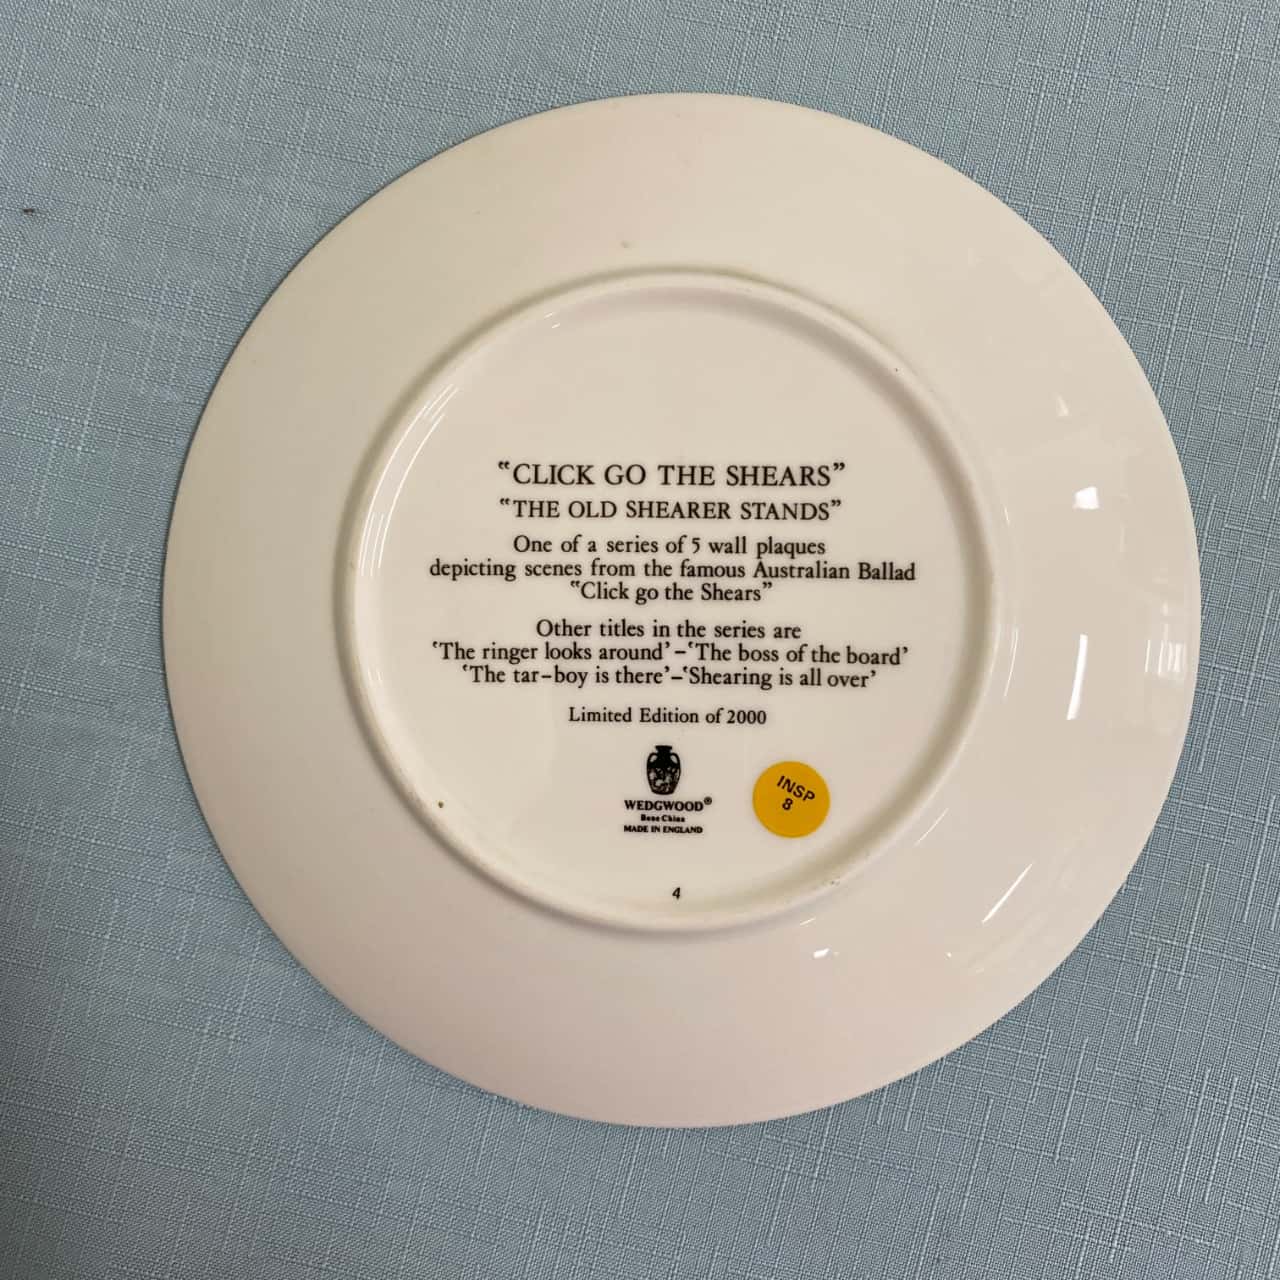 “CLICK GO THE SHEARS”
“THE OLD SHEARER STANDS”
One of a series of 5 wall plaques
depicting scenes from the famous Australian Ballad
“Click go the Shears”
Other titles in the series are
‘The ringer looks around’–‘The boss of the board’
‘The tar–boy is there’–‘Shearing is all over’
Limited Edition of 2000
WEDGWOOD®
Bone China
MADE IN ENGLAND
INSP
8
4